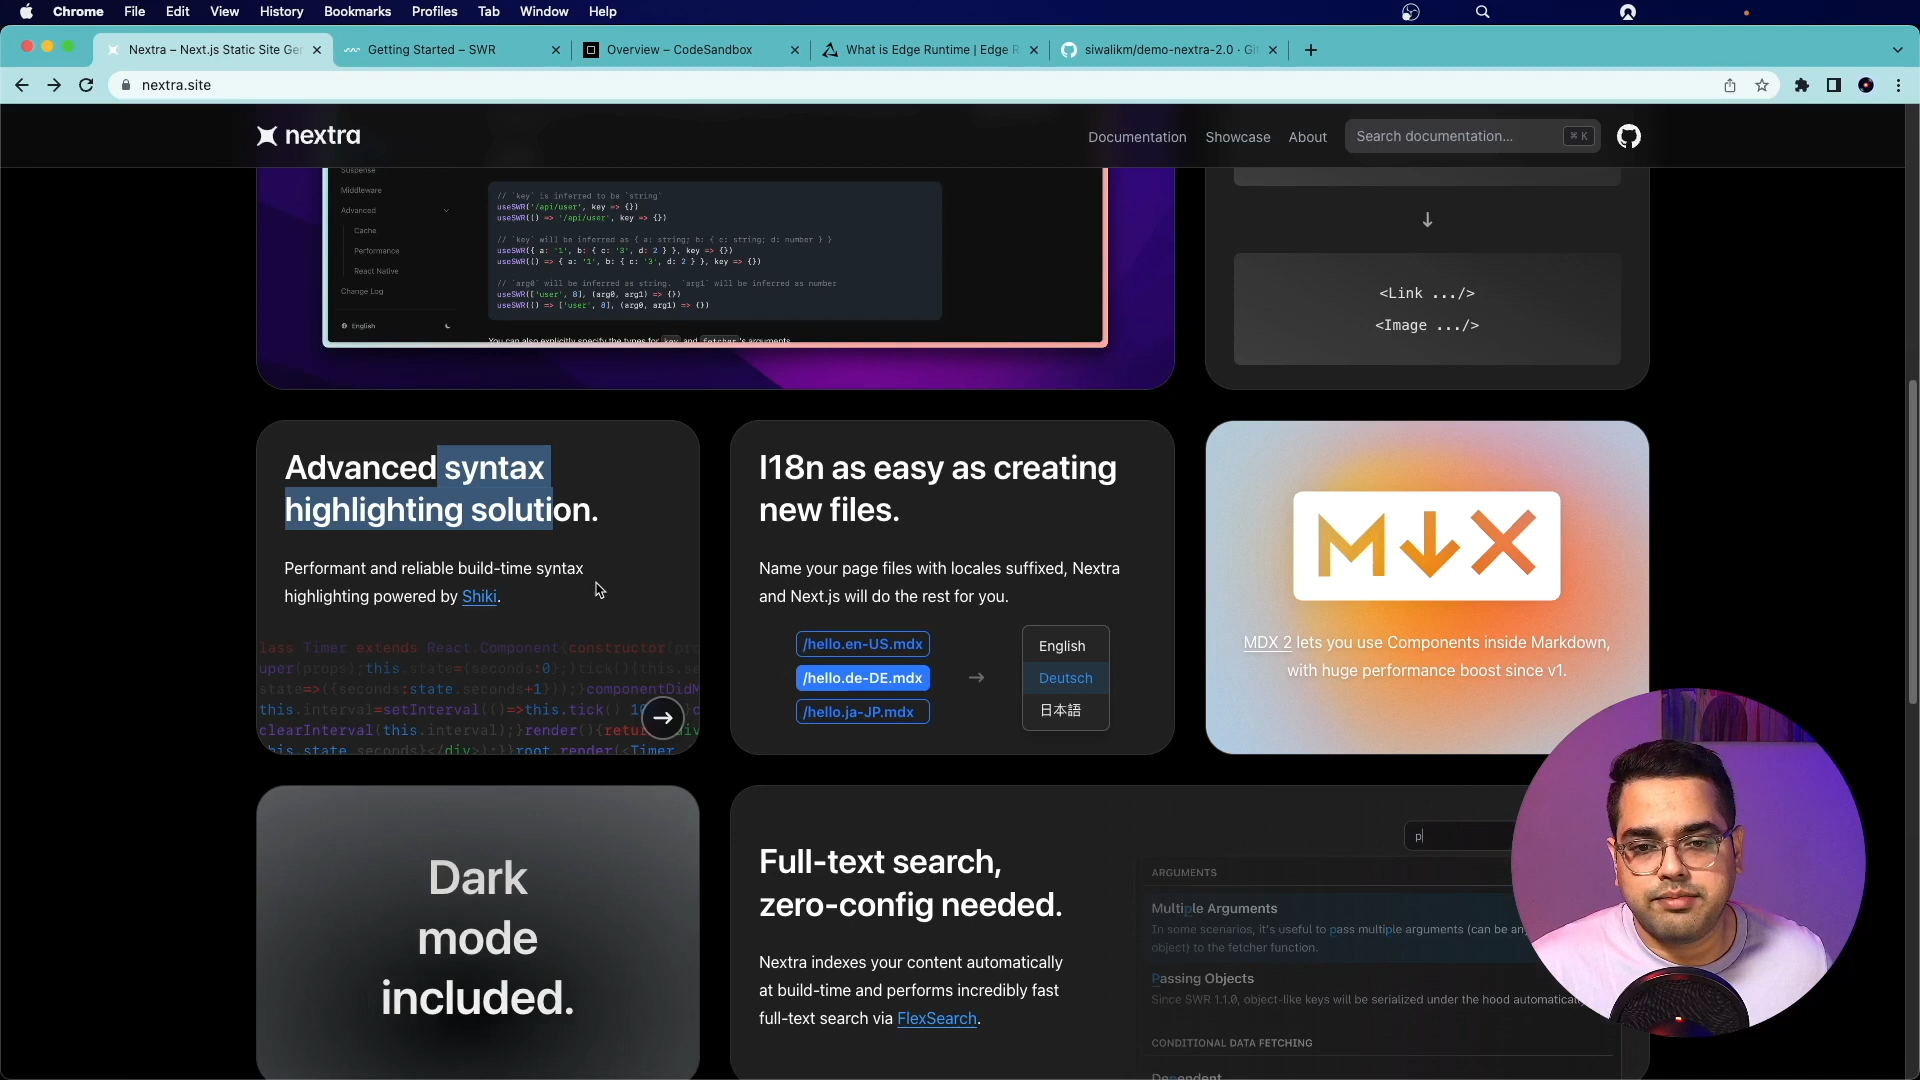 Chrome File Edit View History Bookmarks Profiles Tab Window Help
Nextra – Next.js Static Site Ge
Getting Started – SWR
Overview – CodeSandbox
What is Edge Runtime | Edge R
siwalikm/demo-nextra-2.0 · Git
nextra.site
nextra
Documentation
Showcase
About
Search documentation...
⌘ K
Suspense
Middleware
Advanced
Cache
Performance
React Native
Change Log
English
// `key` is inferred to be `string`
useSWR('/api/user', key => {})
useSWR(() => '/api/user', key => {})
// `key` will be inferred as { a: string; b: { c: string; d: number } }
useSWR({ a: '1', b: { c: '3', d: 2 } }, key => {})
useSWR(() => { a: '1', b: { c: '3', d: 2 } }, key => {})
// `arg0` will be inferred as string. `arg1` will be inferred as number
useSWR(['user', 8], (arg0, arg1) => {})
useSWR(() => ['user', 8], (arg0, arg1) => {})
You can also explicitly specify the types for key and fetcher's arguments
↓
<Link .../>
<Image .../>
Advanced syntax
highlighting solution.
Performant and reliable build-time syntax
highlighting powered by Shiki.
lass Timer extends React.Component{constructor(pro
uper(props);this.state={seconds:0};}tick(){this.se
state=>({seconds:state.seconds+1}));}componentDidM
this.interval=setInterval(()=>this.tick() 10
clearInterval(this.interval);}render(){retur div
his.state.seconds}</div>);}}root.render(<Timer
I18n as easy as creating
new files.
Name your page files with locales suffixed, Nextra
and Next.js will do the rest for you.
/hello.en-US.mdx
/hello.de-DE.mdx
/hello.ja-JP.mdx
→
English
Deutsch
日本語
M↓X
MDX 2 lets you use Components inside Markdown,
with huge performance boost since v1.
Dark
mode
included.
Full-text search,
zero-config needed.
Nextra indexes your content automatically
at build-time and performs incredibly fast
full-text search via FlexSearch.
p
ARGUMENTS
Multiple Arguments
In some scenarios, it's useful to pass multiple arguments (can be an
object) to the fetcher function.
Passing Objects
Since SWR 1.1.0, object-like keys will be serialized under the hood automatical
CONDITIONAL DATA FETCHING
Dependent